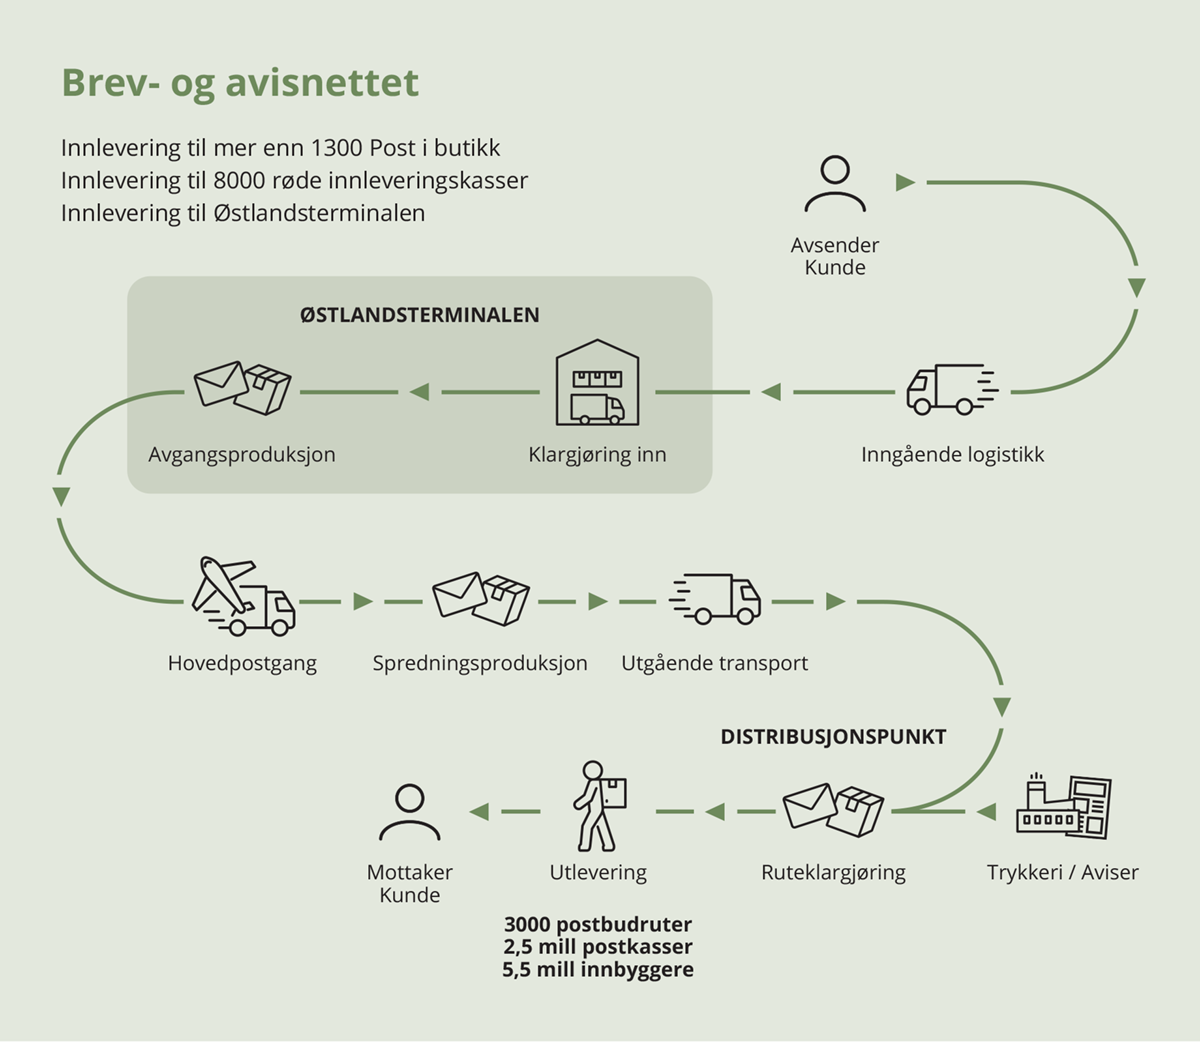 Brev- og avisnettet
Innlevering til mer enn 1300 Post i butikk
Innlevering til 8000 røde innleveringskasser
Innlevering til Østlandsterminalen
Avsender
Kunde
ØSTLANDSTERMINALEN
Avgangsproduksjon
Klargjøring inn
Inngående logistikk
Hovedpostgang
Spredningsproduksjon
Utgående transport
DISTRIBUSJONSPUNKT
Mottaker
Kunde
Utlevering
Ruteklargjøring
Trykkeri / Aviser
3000 postbudruter
2,5 mill postkasser
5,5 mill innbyggere